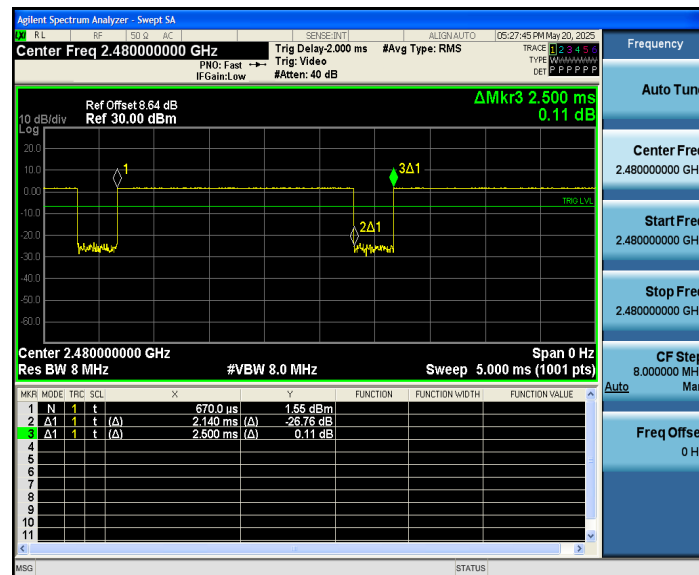 Agilent Spectrum Analyzer - Swept SA
LXI RL RF 50 Ω AC SENSE:INT ALIGN AUTO 05:27:45 PM May 20, 2025
Center Freq 2.480000000 GHz
PNO: Fast
IFGain:Low
Trig Delay-2.000 ms
Trig: Video
#Atten: 40 dB
#Avg Type: RMS
TRACE 1 2 3 4 5 6
TYPE W
DET P P P P P P
ΔMkr3 2.500 ms
0.11 dB
Ref Offset 8.64 dB
10 dB/div Ref 30.00 dBm
Log
20.0
10.0
0.00
-10.0
-20.0
-30.0
-40.0
-50.0
-60.0
1
3Δ1
2Δ1
TRIG LVL
Center 2.480000000 GHz Span 0 Hz
Res BW 8 MHz #VBW 8.0 MHz Sweep 5.000 ms (1001 pts)
MKR MODE TRC SCL X Y FUNCTION FUNCTION WIDTH FUNCTION VALUE
1 N 1 t 670.0 µs 1.55 dBm
2 Δ1 1 t (Δ) 2.140 ms (Δ) -26.76 dB
3 Δ1 1 t (Δ) 2.500 ms (Δ) 0.11 dB
4
5
6
7
8
9
10
11
MSG STATUS
Frequency
Auto Tun
Center Fre
2.480000000 GH
Start Fre
2.480000000 GH
Stop Fre
2.480000000 GH
CF Step
8.000000 MH
Auto Ma
Freq Offse
0 H